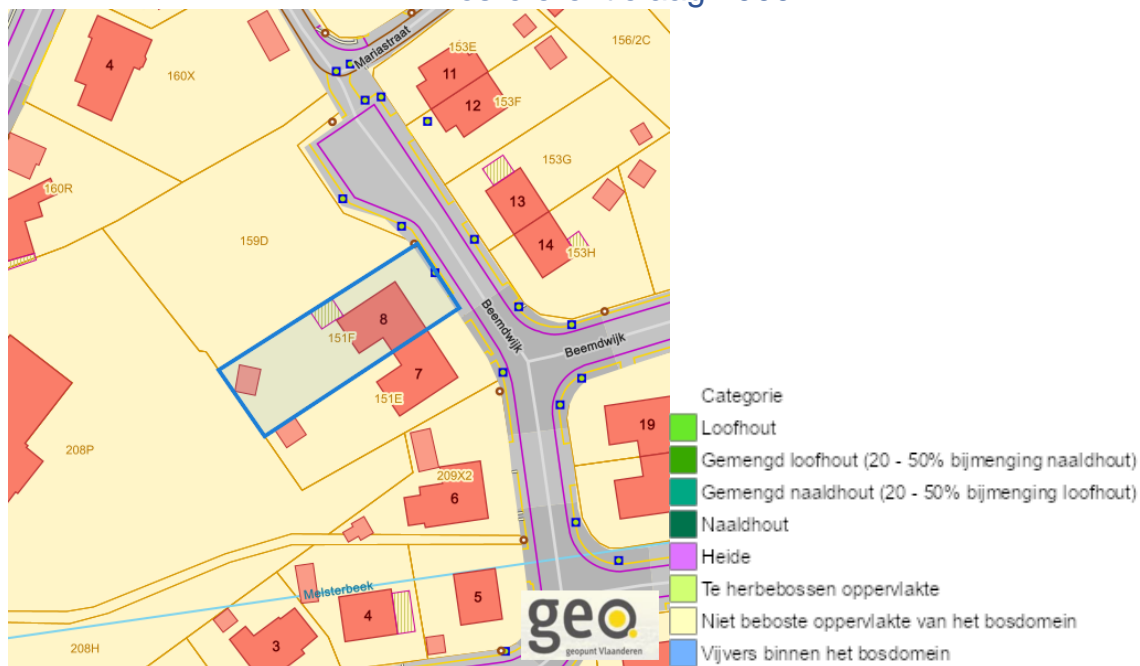 Mariastraat
153E
156/2C
4
160X
11
12
153F
153G
160R
13
14
153H
159D
8
151F
Beemdwijk
Beemdwijk
7
151E
19
208P
209X2
6
Meisterbeek
4
5
3
208H
geo.
geopunt Vlaanderen
Categorie
Loofhout
Gemengd loofhout (20 - 50% bijmenging naaldhout)
Gemengd naaldhout (20 - 50% bijmenging loofhout)
Naaldhout
Heide
Te herbebossen oppervlakte
Niet beboste oppervlakte van het bosdomein
Vijvers binnen het bosdomein